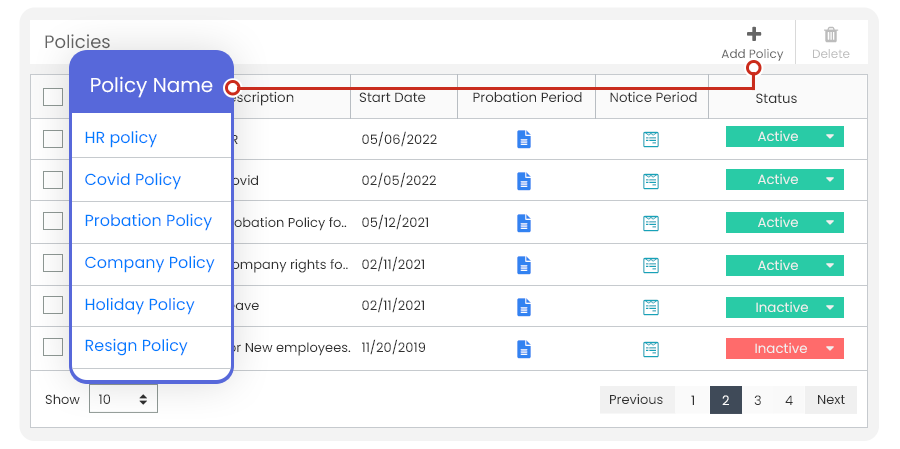 Policies
Add Policy
Delete
Policy Name
scription
Start Date
Probation Period
Notice Period
Status
HR policy
R
05/06/2022
Active
Covid Policy
ovid
02/05/2022
Active
Probation Policy
obation Policy fo..
05/12/2021
Active
Company Policy
ompany rights fo..
02/11/2021
Active
Holiday Policy
eave
02/11/2021
Inactive
Resign Policy
or New employees.
11/20/2019
Inactive
Show
10
Previous
1
2
3
4
Next